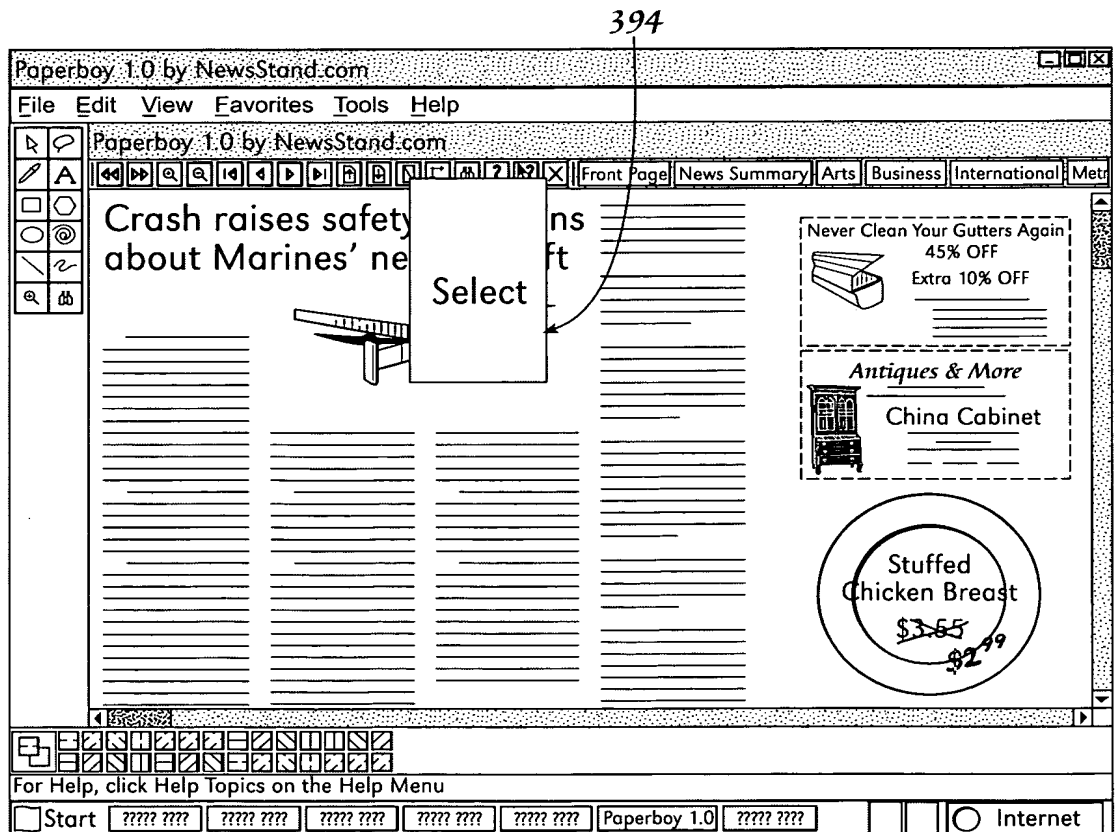 394
Paperboy 1.0 by NewsStand.com
File Edit View Favorites Tools Help
Paperboy 1.0 by NewsStand.com
A ? ? Front Page News Summary Arts Business International Metr
Crash raises safety ns
about Marines' ne ft
Select
Never Clean Your Gutters Again
45% OFF
Extra 10% OFF
Antiques & More
China Cabinet
Stuffed
Chicken Breast
$3.55
$2.99
For Help, click Help Topics on the Help Menu
Start ????? ???? ????? ???? ????? ???? ????? ???? Paperboy 1.0 ????? ???? Internet